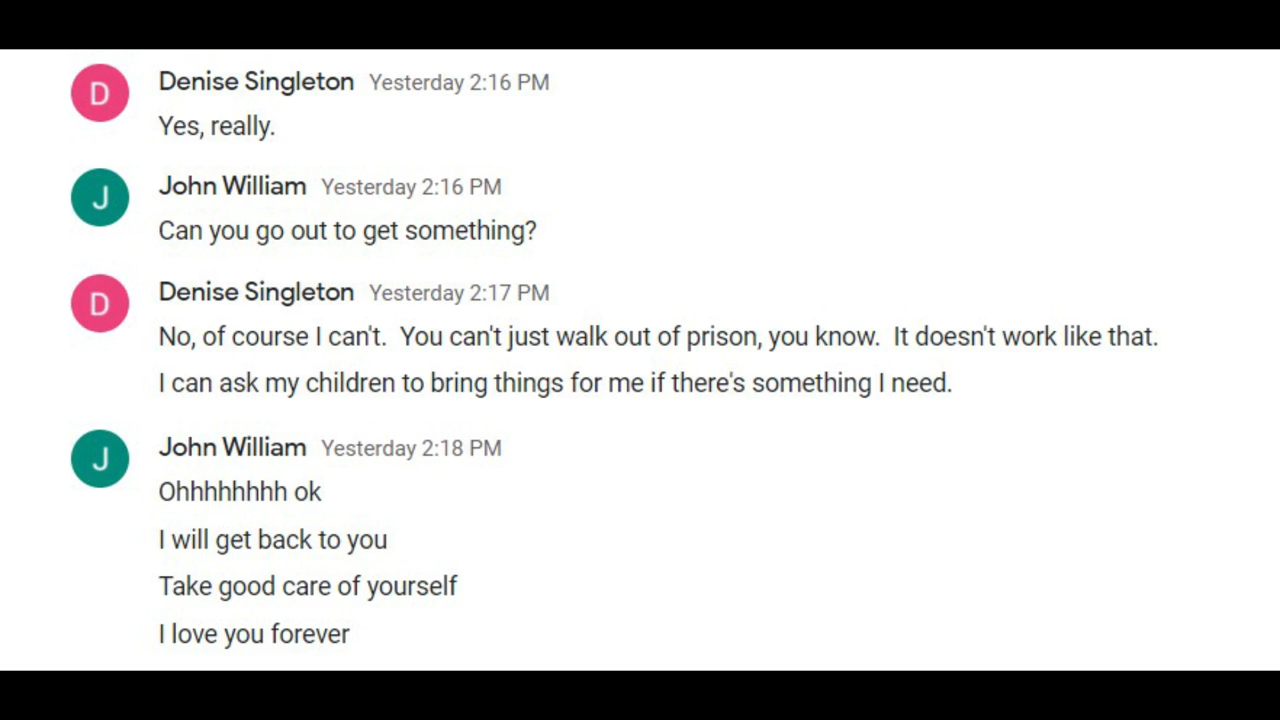 D Denise Singleton Yesterday 2:16 PM
Yes, really.
J John William Yesterday 2:16 PM
Can you go out to get something?
D Denise Singleton Yesterday 2:17 PM
No, of course I can't.  You can't just walk out of prison, you know.  It doesn't work like that.
I can ask my children to bring things for me if there's something I need.
J John William Yesterday 2:18 PM
Ohhhhhhhh ok
I will get back to you
Take good care of yourself
I love you forever